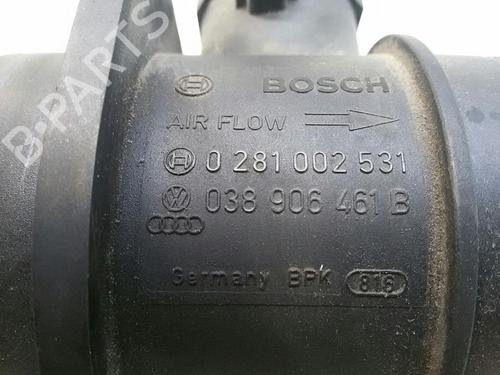 BOSCH
AIR FLOW
0 281 002 531
038 906 461 B
Germany BPK 816
B-PARTS